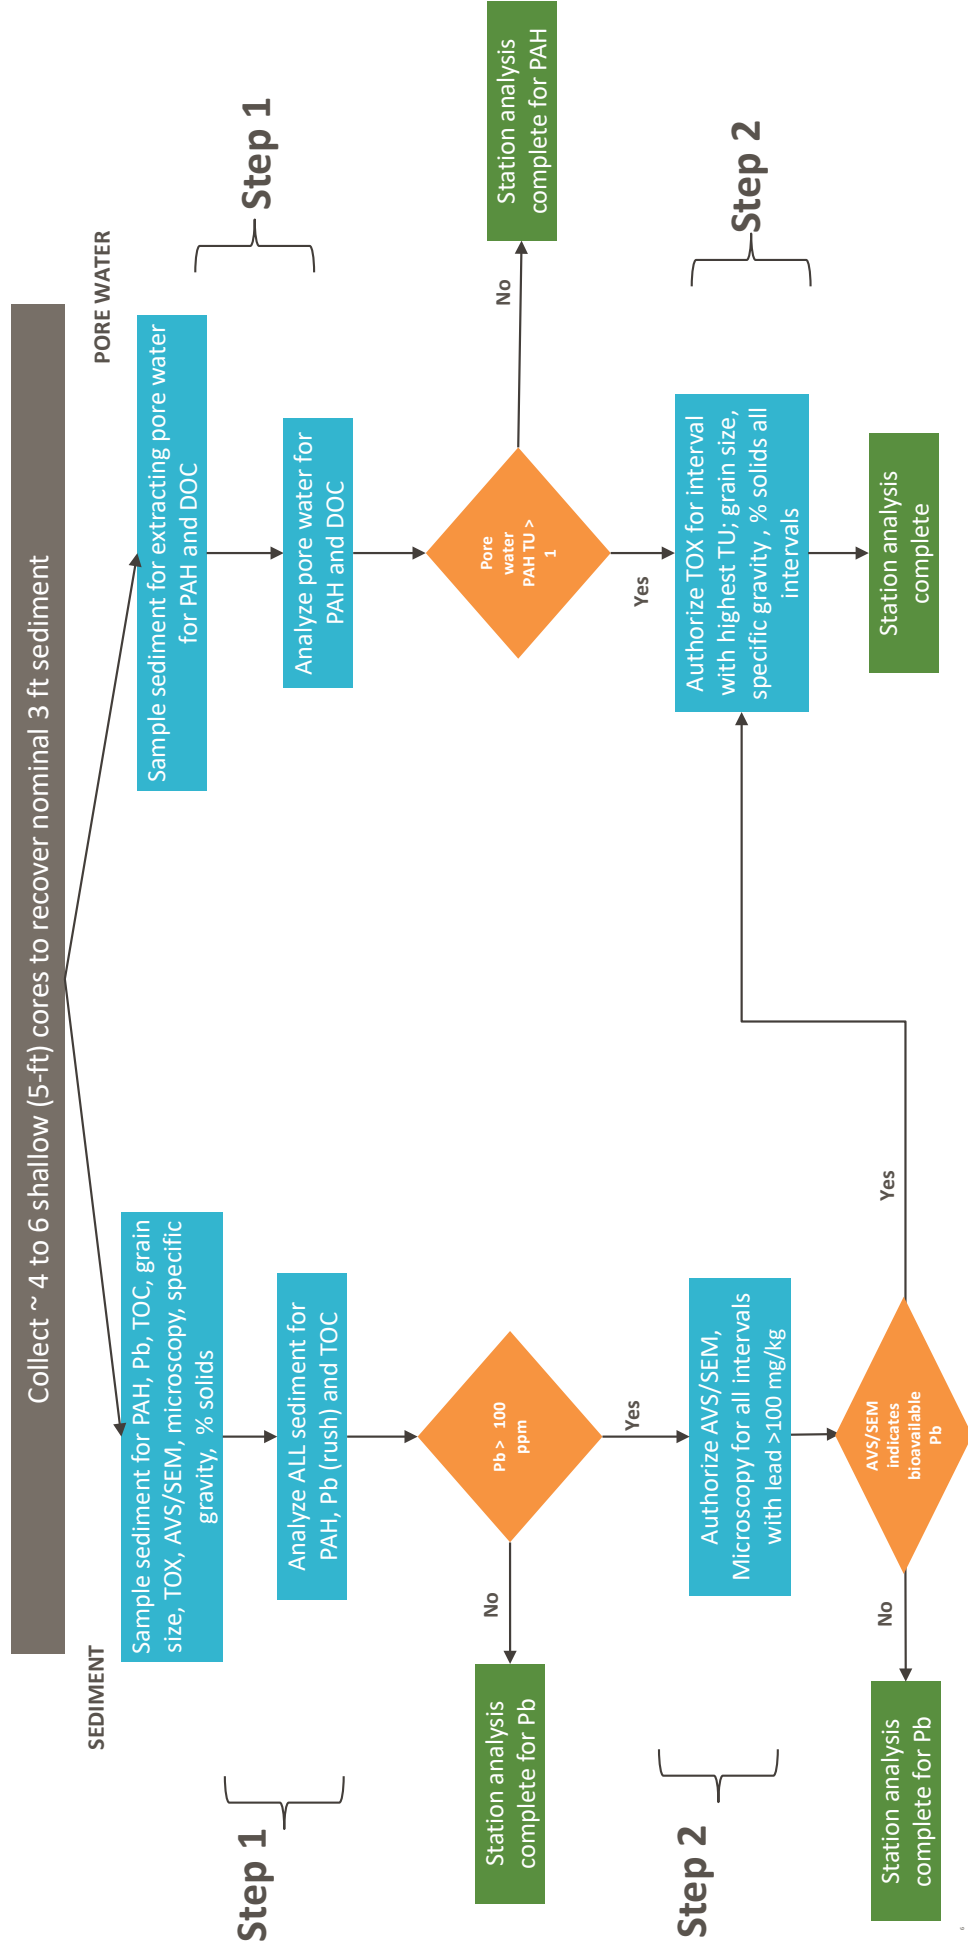 Collect ~ 4 to 6 shallow (5-ft) cores to recover nominal 3 ft sediment
SEDIMENT
PORE WATER
Sample sediment for PAH, Pb, TOC, grain
size, TOX, AVS/SEM, microscopy, specific
gravity, % solids
Sample sediment for extracting pore water
for PAH and DOC
Step 1
Analyze ALL sediment for
PAH, Pb (rush) and TOC
Analyze pore water for
PAH and DOC
Step 1
Pb > 100
ppm
No
Station analysis
complete for Pb
Yes
Pore
water
PAH TU >
1
No
Station analysis
complete for PAH
Yes
Step 2
Authorize AVS/SEM,
Microscopy for all intervals
with lead >100 mg/kg
Authorize TOX for interval
with highest TU; grain size,
specific gravity , % solids all
intervals
Step 2
AVS/SEM
indicates
bioavailable
Pb
No
Station analysis
complete for Pb
Yes
Station analysis
complete